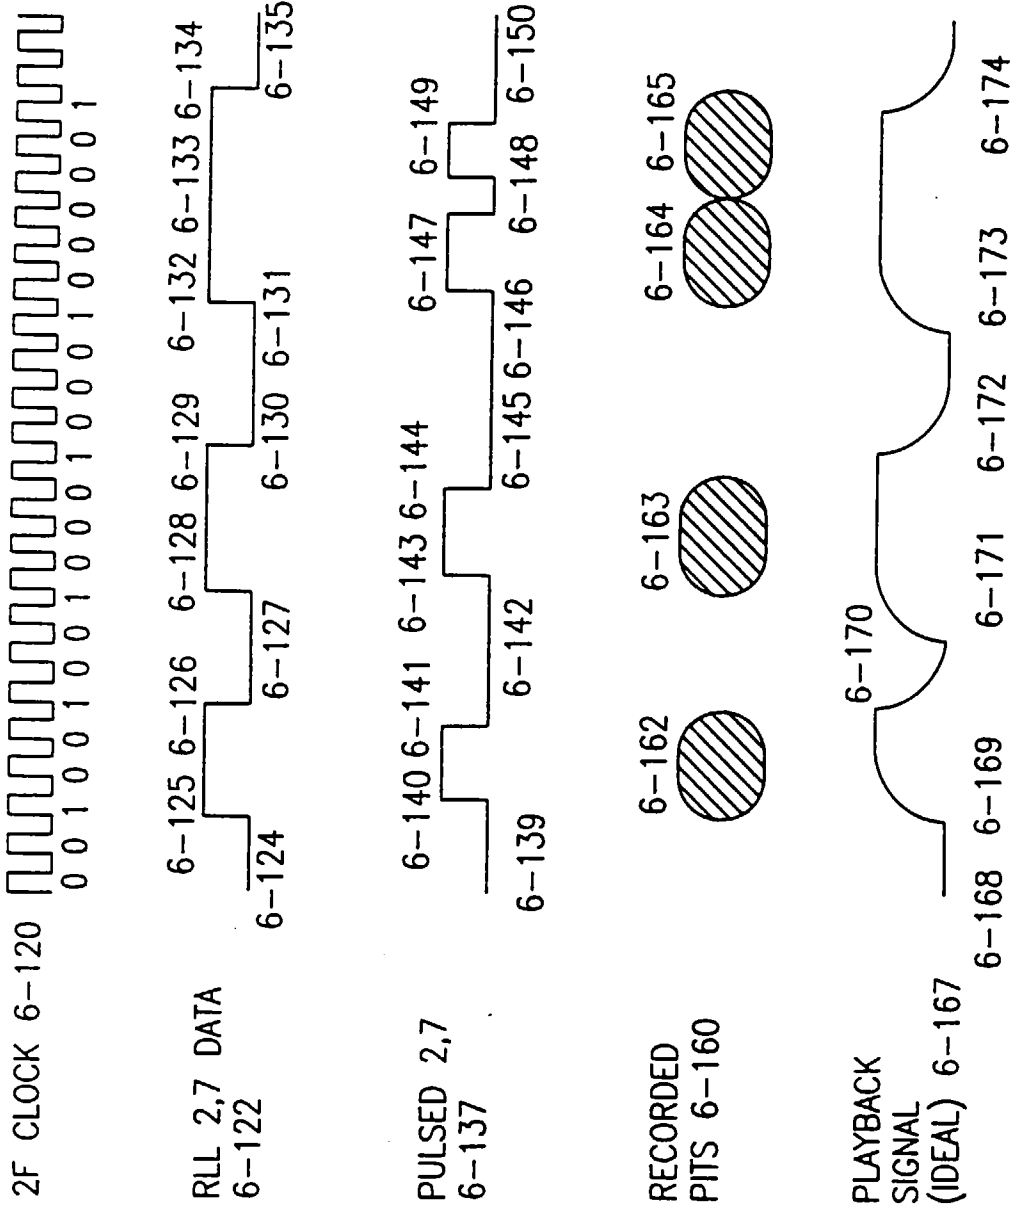 2F CLOCK 6-120
0 0 1 0 0 1 0 0 1 0 0 0 1 0 0 0 1 0 0 0 0 0 1
6-125 6-126 6-128 6-129 6-132 6-133 6-134
RLL 2,7 DATA
6-122
6-124 6-127 6-130 6-131 6-135
6-140 6-141 6-143 6-144 6-147 6-149
PULSED 2,7
6-137
6-139 6-142 6-145 6-146 6-148 6-150
6-162 6-163 6-164 6-165
RECORDED
PITS 6-160
6-170
PLAYBACK
SIGNAL
(IDEAL) 6-167
6-168 6-169 6-171 6-172 6-173 6-174